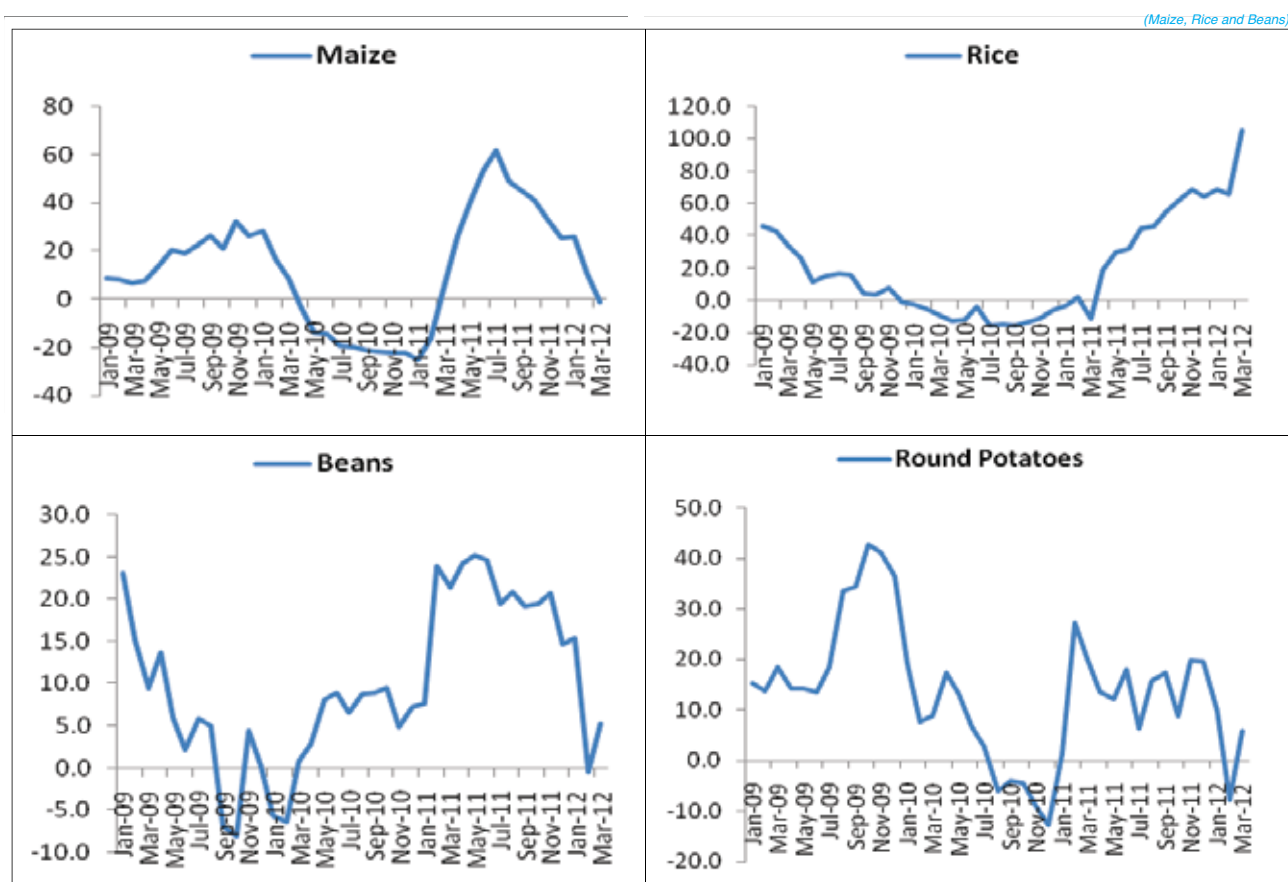 (Maize, Rice and Beans)
Maize
80
60
40
20
0
-20
-40
Jan-09
Mar-09
May-09
Jul-09
Sep-09
Nov-09
Jan-10
Mar-10
May-10
Jul-10
Sep-10
Nov-10
Jan-11
Mar-11
May-11
Jul-11
Sep-11
Nov-11
Jan-12
Mar-12
Rice
120.0
100.0
80.0
60.0
40.0
20.0
0.0
-20.0
-40.0
Jan-09
Mar-09
May-09
Jul-09
Sep-09
Nov-09
Jan-10
Mar-10
May-10
Jul-10
Sep-10
Nov-10
Jan-11
Mar-11
May-11
Jul-11
Sep-11
Nov-11
Jan-12
Mar-12
Beans
30.0
25.0
20.0
15.0
10.0
5.0
0.0
-5.0
-10.0
Jan-09
Mar-09
May-09
Jul-09
Sep-09
Nov-09
Jan-10
Mar-10
May-10
Jul-10
Sep-10
Nov-10
Jan-11
Mar-11
May-11
Jul-11
Sep-11
Nov-11
Jan-12
Mar-12
Round Potatoes
50.0
40.0
30.0
20.0
10.0
0.0
-10.0
-20.0
Jan-09
Mar-09
May-09
Jul-09
Sep-09
Nov-09
Jan-10
Mar-10
May-10
Jul-10
Sep-10
Nov-10
Jan-11
Mar-11
May-11
Jul-11
Sep-11
Nov-11
Jan-12
Mar-12